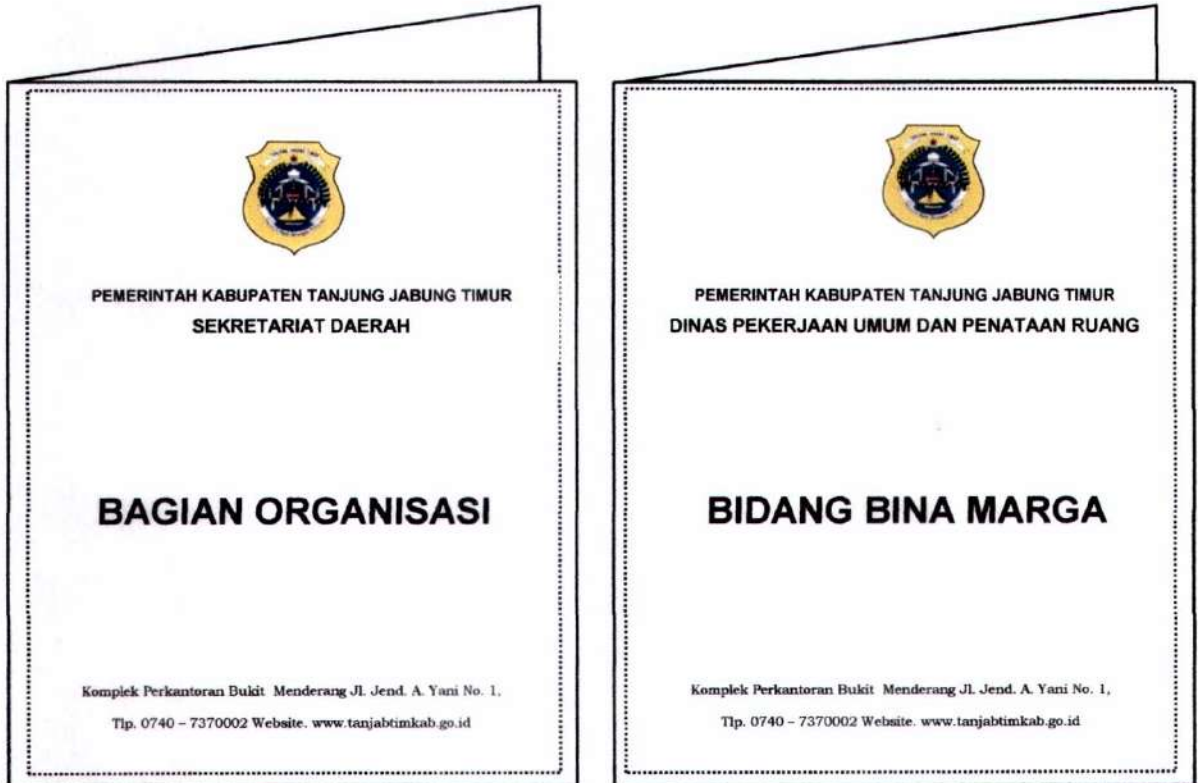 PEMERINTAH KABUPATEN TANJUNG JABUNG TIMUR
SEKRETARIAT DAERAH
BAGIAN ORGANISASI
Komplek Perkantoran Bukit Menderang Jl. Jend. A. Yani No. 1,
Tlp. 0740 – 7370002 Website. www.tanjabtimkab.go.id
PEMERINTAH KABUPATEN TANJUNG JABUNG TIMUR
DINAS PEKERJAAN UMUM DAN PENATAAN RUANG
BIDANG BINA MARGA
Komplek Perkantoran Bukit Menderang Jl. Jend. A. Yani No. 1,
Tlp. 0740 – 7370002 Website. www.tanjabtimkab.go.id